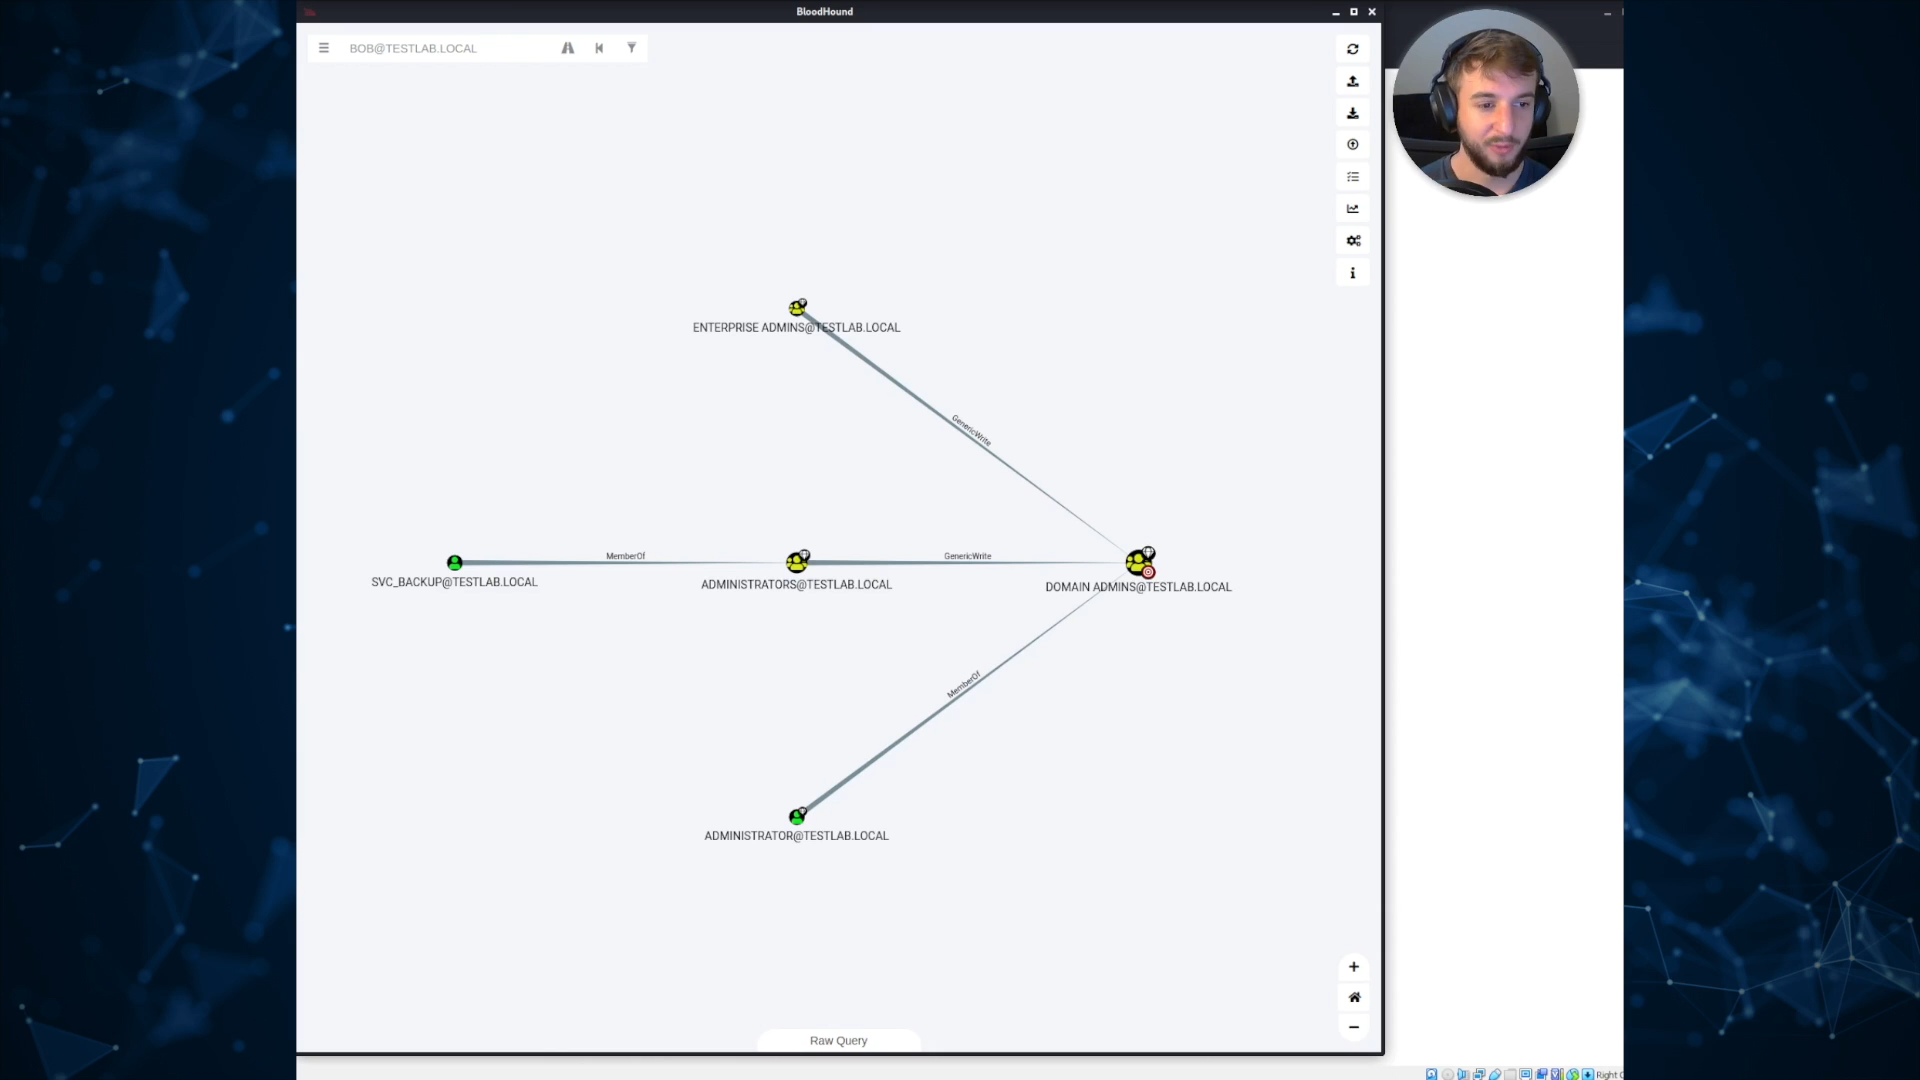 BloodHound
BOB@TESTLAB.LOCAL
ENTERPRISE ADMINS@TESTLAB.LOCAL
GenericWrite
MemberOf
GenericWrite
SVC_BACKUP@TESTLAB.LOCAL
ADMINISTRATORS@TESTLAB.LOCAL
DOMAIN ADMINS@TESTLAB.LOCAL
MemberOf
ADMINISTRATOR@TESTLAB.LOCAL
Raw Query
Right C